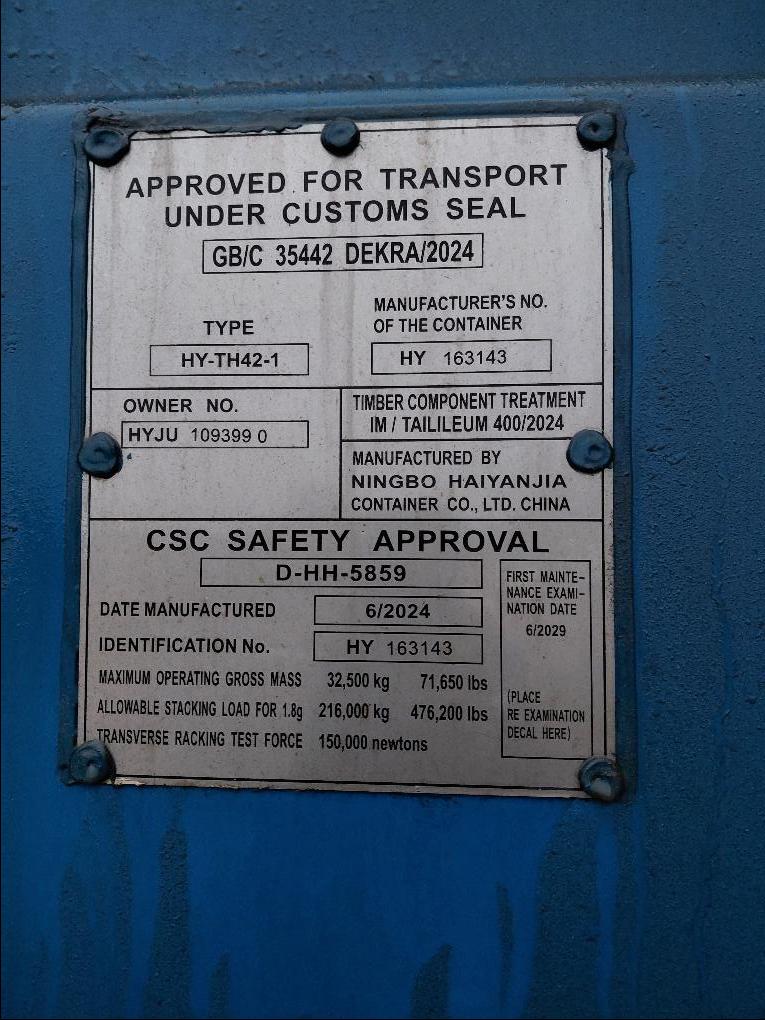 APPROVED FOR TRANSPORT
UNDER CUSTOMS SEAL
GB/C 35442 DEKRA/2024
TYPE
HY-TH42-1
MANUFACTURER'S NO.
OF THE CONTAINER
HY 163143
OWNER NO.
HYJU 109399 0
TIMBER COMPONENT TREATMENT
IM / TAILILEUM 400/2024
MANUFACTURED BY
NINGBO HAIYANJIA
CONTAINER CO., LTD. CHINA
CSC SAFETY APPROVAL
D-HH-5859
DATE MANUFACTURED 6/2024
IDENTIFICATION No. HY 163143
MAXIMUM OPERATING GROSS MASS 32,500 kg 71,650 lbs
ALLOWABLE STACKING LOAD FOR 1.8g 216,000 kg 476,200 lbs
TRANSVERSE RACKING TEST FORCE 150,000 newtons
FIRST MAINTE-
NANCE EXAMI-
NATION DATE
6/2029
(PLACE
RE EXAMINATION
DECAL HERE)